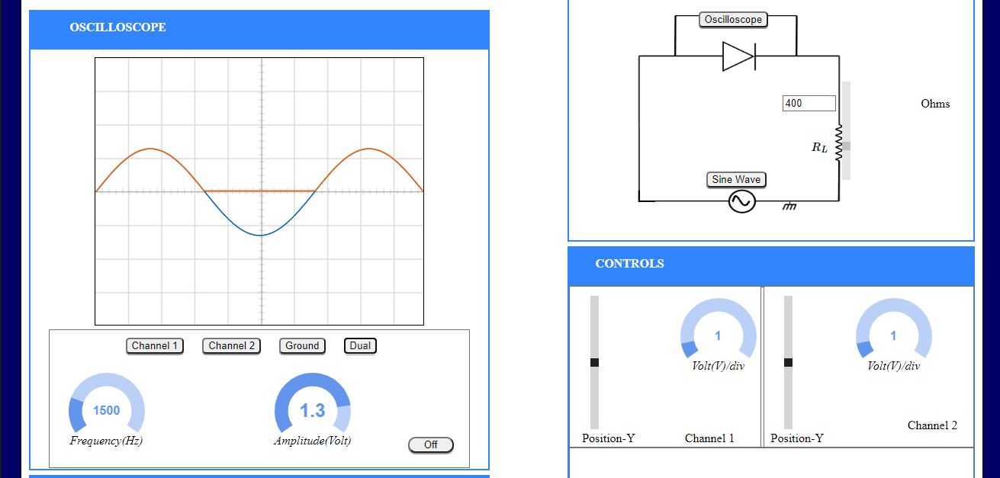 OSCILLOSCOPE
Channel 1
Channel 2
Ground
Dual
1500
Frequency(Hz)
1.3
Amplitude(Volt)
Off
Oscilloscope
400
Ohms
RL
Sine Wave
CONTROLS
1
Volt(V)/div
Position-Y
Channel 1
1
Volt(V)/div
Channel 2
Position-Y